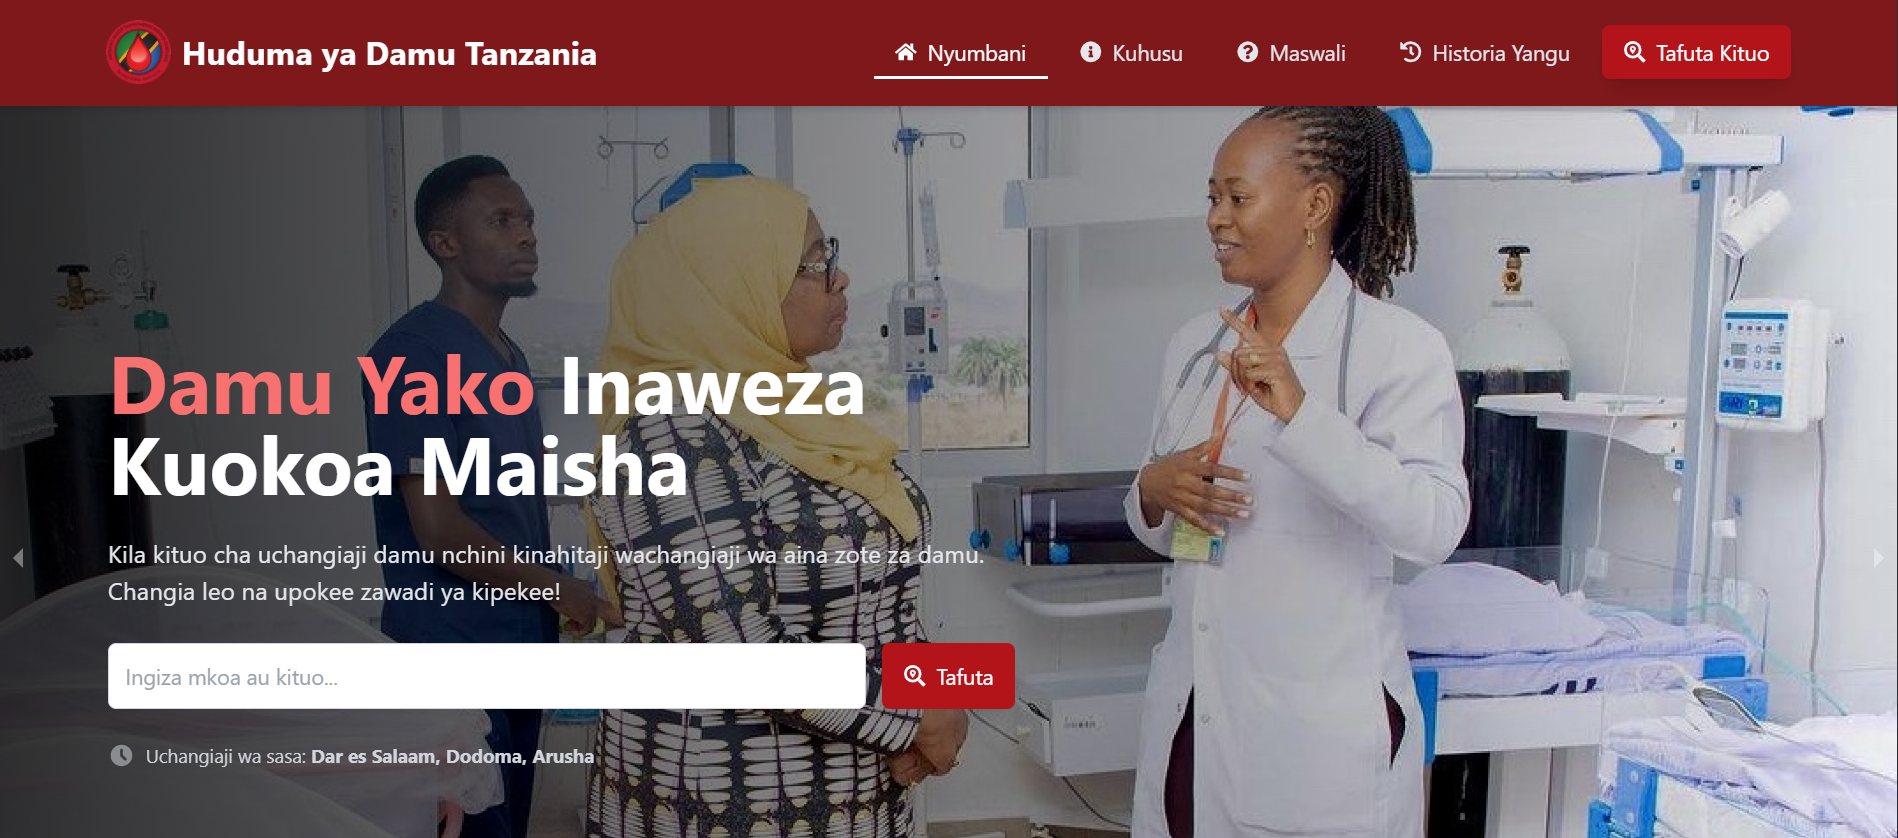 Huduma ya Damu Tanzania
Nyumbani
Kuhusu
Maswali
Historia Yangu
Tafuta Kituo
Damu Yako Inaweza
Kuokoa Maisha
Kila kituo cha uchangiaji damu nchini kinahitaji wachangiaji wa aina zote za damu.
Changia leo na upokee zawadi ya kipekee!
Ingiza mkoa au kituo...
Tafuta
Uchangiaji wa sasa: Dar es Salaam, Dodoma, Arusha